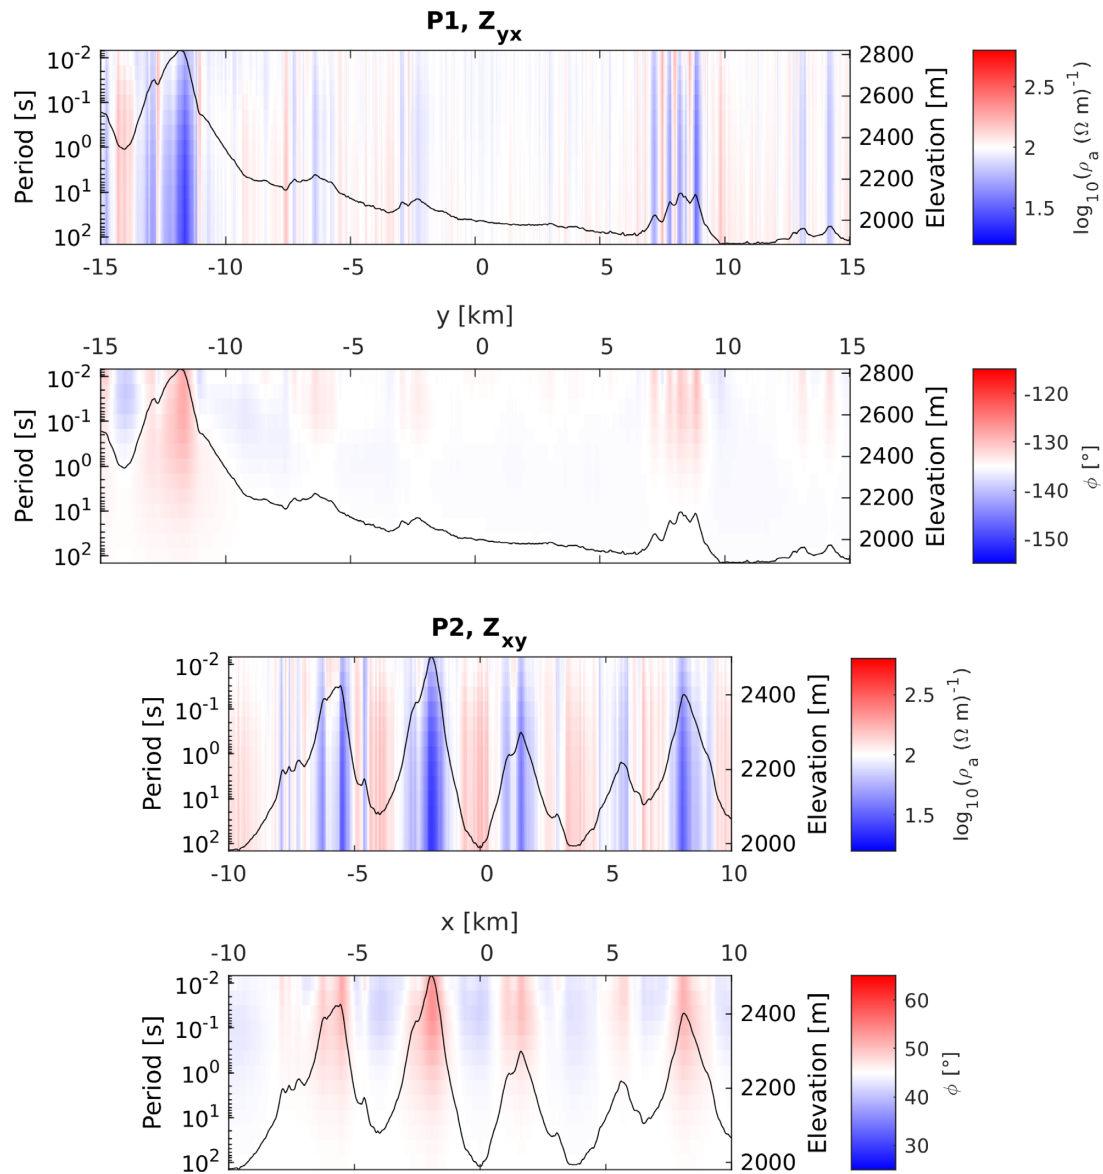 P1, Z_yx
10^-2
10^-1
10^0
10^1
10^2
Period [s]
2800
2600
2400
2200
2000
Elevation [m]
-15 -10 -5 0 5 10 15
y [km]
2.5
2
1.5
log_10(ρ_a (Ω m)^-1
-15 -10 -5 0 5 10 15
10^-2
10^-1
10^0
10^1
10^2
Period [s]
2800
2600
2400
2200
2000
Elevation [m]
-120
-130
-140
-150
ϕ [°]
P2, Z_xy
10^-2
10^-1
10^0
10^1
10^2
Period [s]
2400
2200
2000
Elevation [m]
-10 -5 0 5 10
x [km]
2.5
2
1.5
log_10(ρ_a (Ω m)^-1
-10 -5 0 5 10
10^-2
10^-1
10^0
10^1
10^2
Period [s]
2400
2200
2000
Elevation [m]
60
50
40
30
ϕ [°]